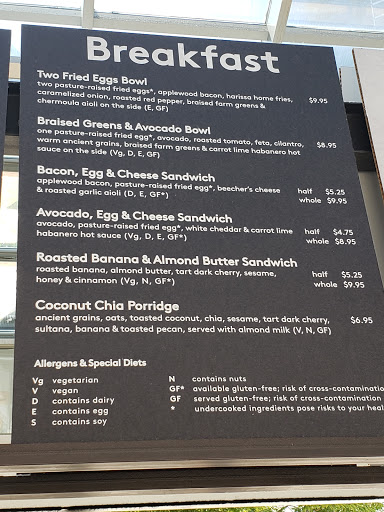 Breakfast
Two Fried Eggs Bowl
two pasture-raised fried eggs*, applewood bacon, harissa home fries,
caramelized onion, roasted red pepper, braised farm greens & $9.95
chermoula aioli on the side (E, GF)
Braised Greens & Avocado Bowl
one pasture-raised fried egg*, avocado, roasted tomato, feta, cilantro, $8.95
warm ancient grains, braised farm greens & carrot lime habanero hot
sauce on the side (Vg, D, E, GF)
Bacon, Egg & Cheese Sandwich
applewood bacon, pasture-raised fried egg*, beecher's cheese half $5.25
& roasted garlic aioli (D, E, GF*) whole $9.95
Avocado, Egg & Cheese Sandwich
avocado, pasture-raised fried egg*, white cheddar & carrot lime half $4.75
habanero hot sauce (Vg, D, E, GF*) whole $8.95
Roasted Banana & Almond Butter Sandwich
roasted banana, almond butter, tart dark cherry, sesame, half $5.25
honey & cinnamon (Vg, N, GF*) whole $9.95
Coconut Chia Porridge
ancient grains, oats, toasted coconut, chia, sesame, tart dark cherry, $6.95
sultana, banana & toasted pecan, served with almond milk (V, N, GF)
Allergens & Special Diets
Vg vegetarian N contains nuts
V vegan GF* available gluten-free; risk of cross-contaminatio
D contains dairy GF served gluten-free; risk of cross-contamination
E contains egg * undercooked ingredients pose risks to your heal
S contains soy